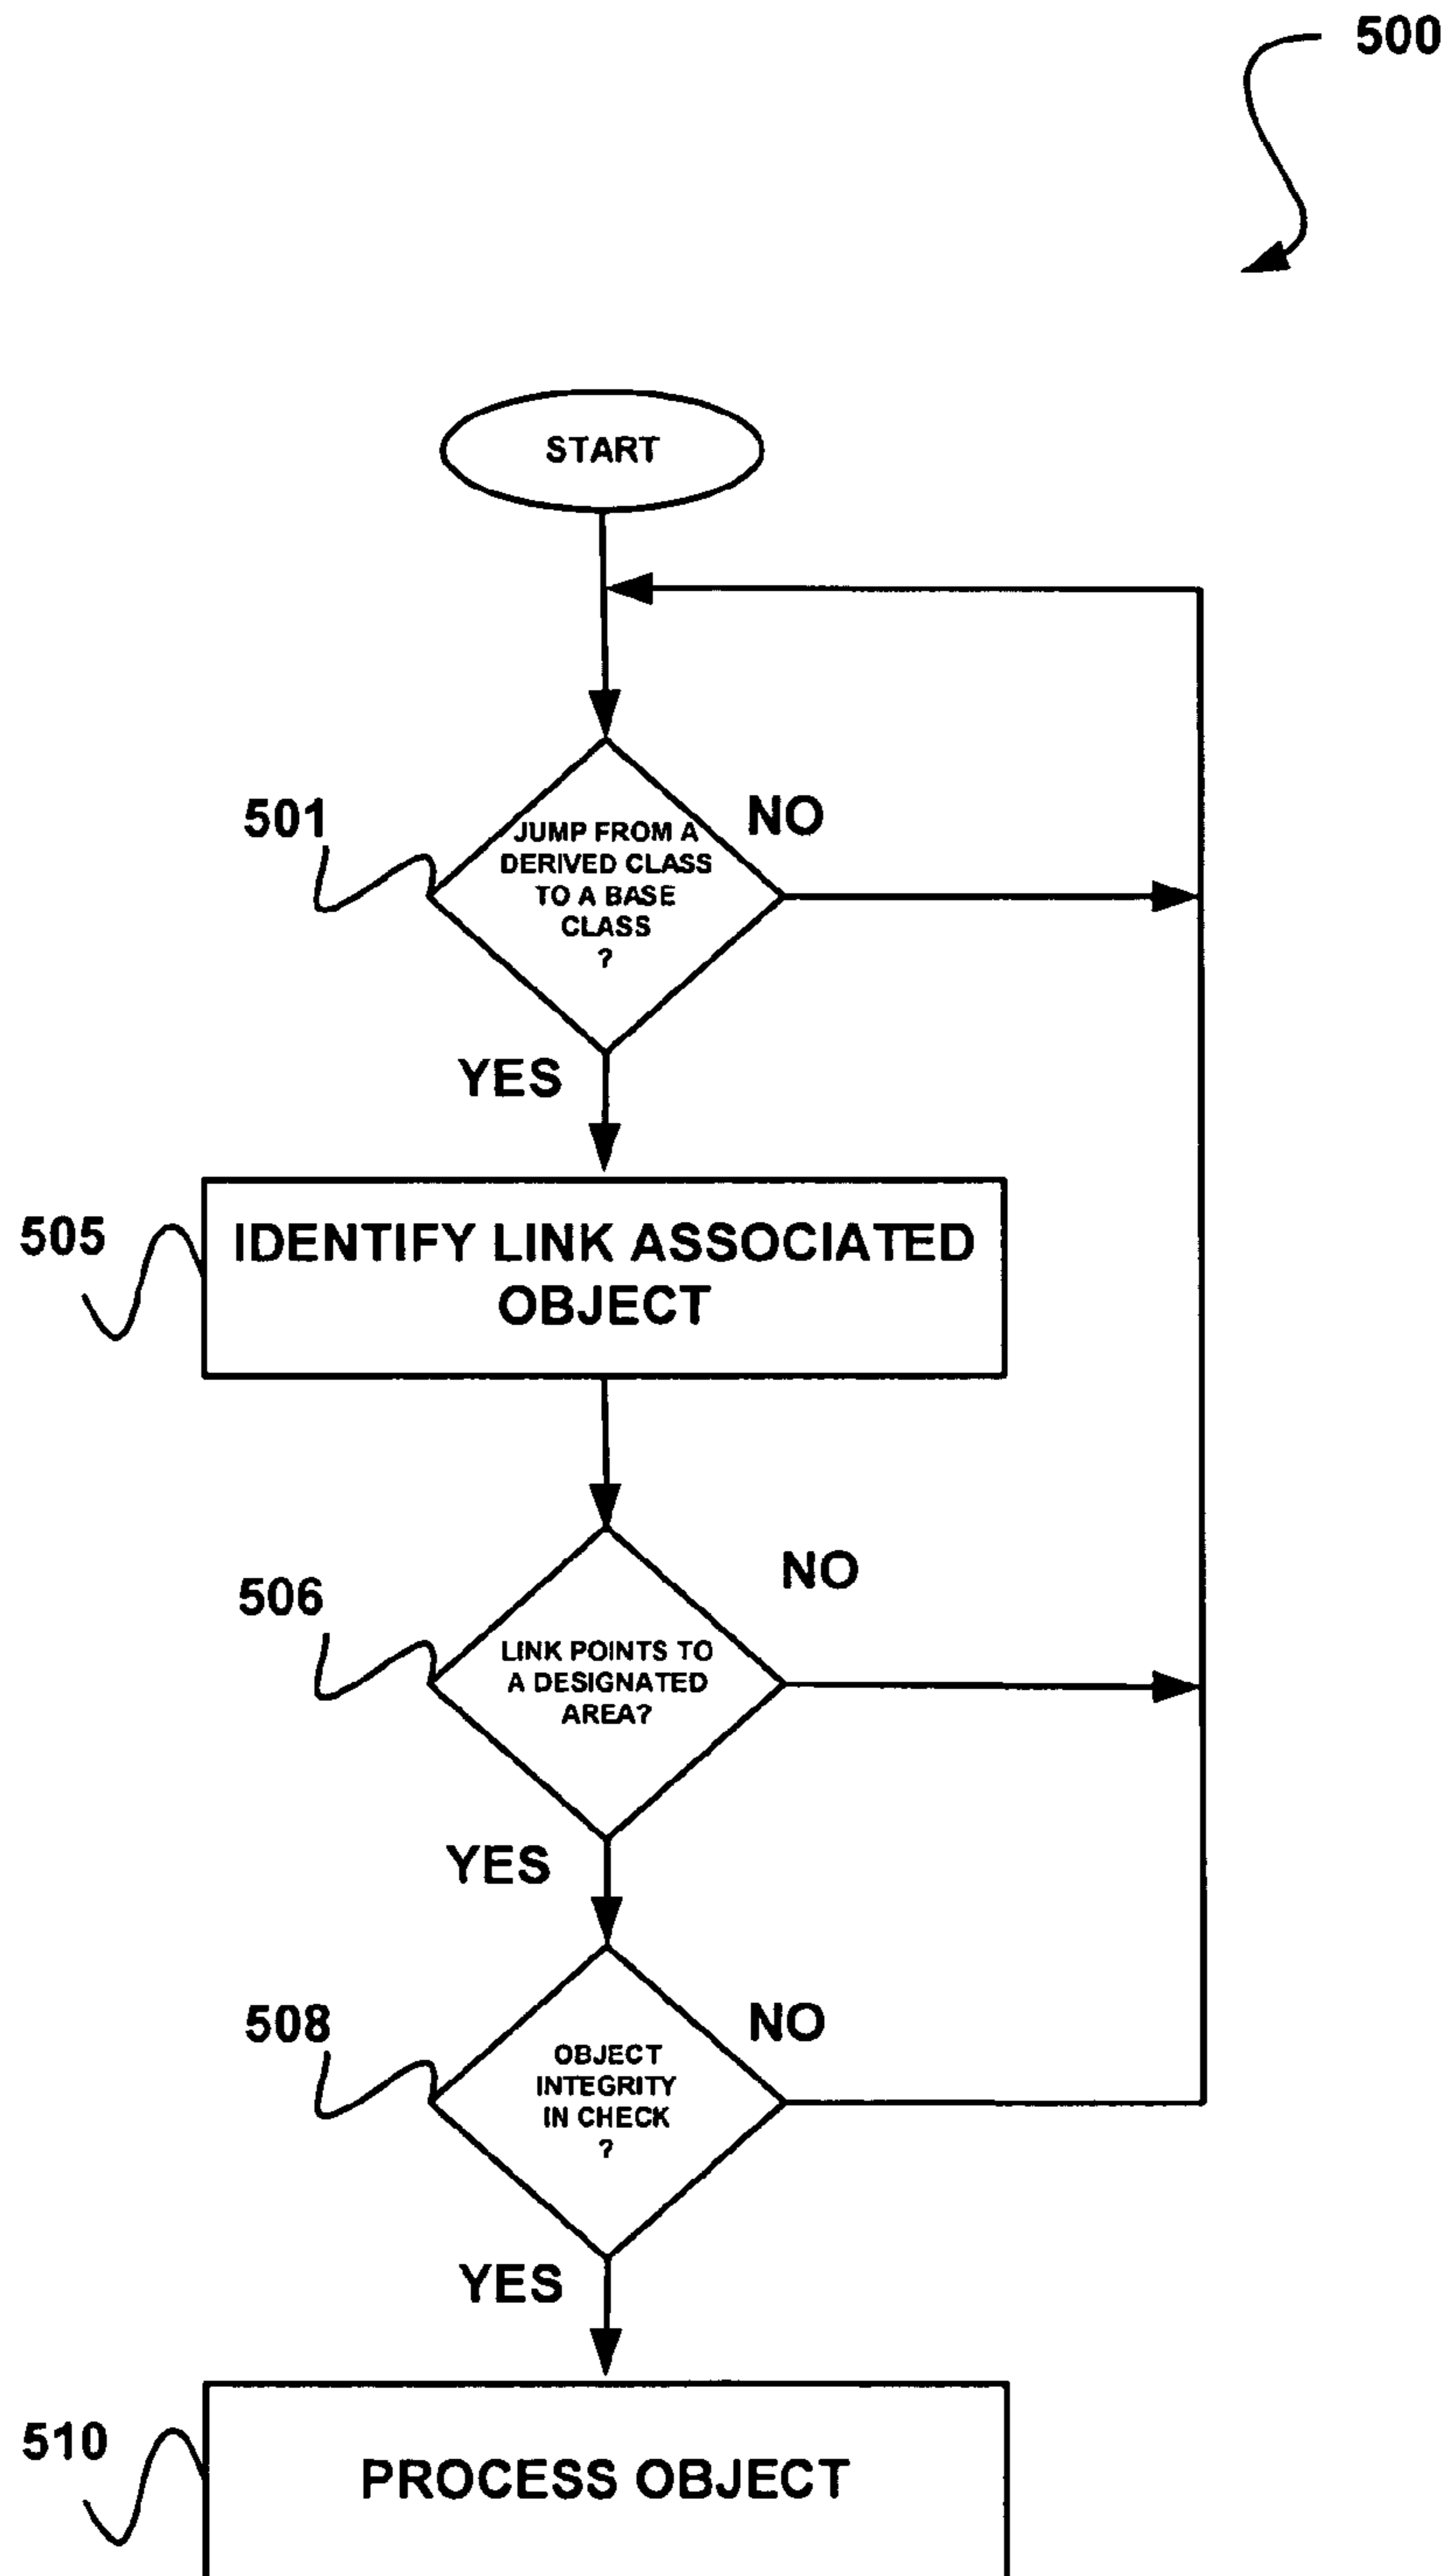 500
START
501
JUMP FROM A
DERIVED CLASS
TO A BASE
CLASS
?
NO
YES
505
IDENTIFY LINK ASSOCIATED
OBJECT
506
LINK POINTS TO
A DESIGNATED
AREA?
NO
YES
508
OBJECT
INTEGRITY
IN CHECK
?
NO
YES
510
PROCESS OBJECT